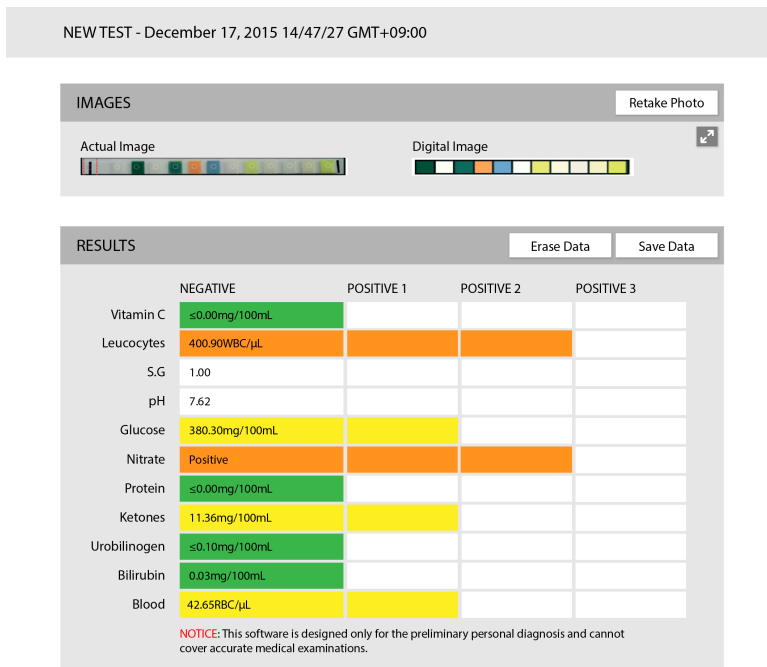 NEW TEST - December 17, 2015 14/47/27 GMT+09:00
IMAGES
Retake Photo
Actual Image
Digital Image
RESULTS
Erase Data
Save Data
NEGATIVE POSITIVE 1 POSITIVE 2 POSITIVE 3
Vitamin C ≤0.00mg/100mL
Leucocytes 400.90WBC/µL
S.G 1.00
pH 7.62
Glucose 380.30mg/100mL
Nitrate Positive
Protein ≤0.00mg/100mL
Ketones 11.36mg/100mL
Urobilinogen ≤0.10mg/100mL
Bilirubin 0.03mg/100mL
Blood 42.65RBC/µL
NOTICE: This software is designed only for the preliminary personal diagnosis and cannot
cover accurate medical examinations.